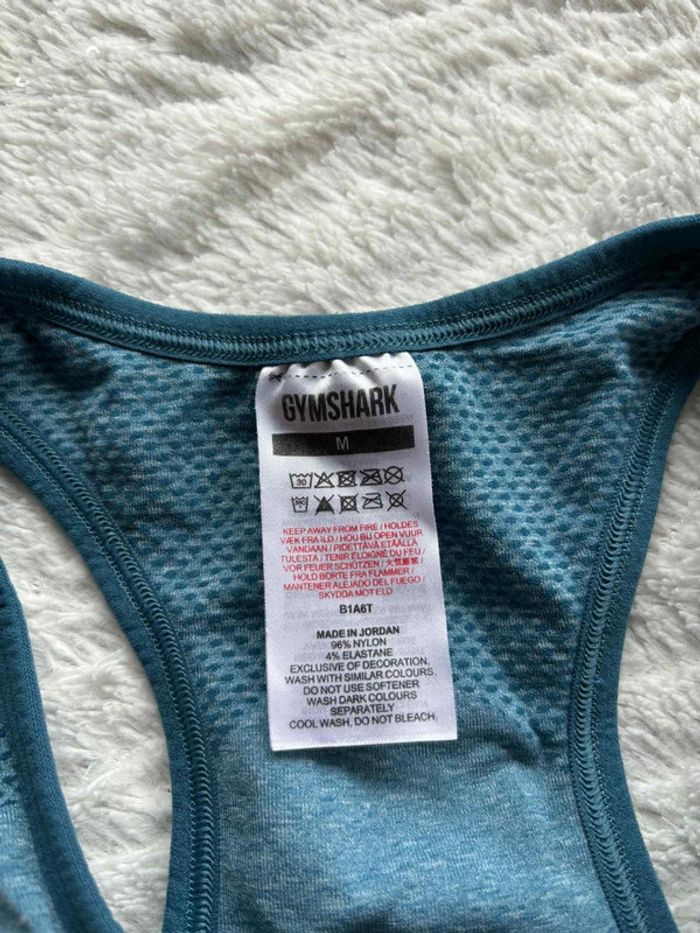 GYMSHARK
M
30
KEEP AWAY FROM FIRE / HOLDES
VÆK FRA ILD / HOU BIJ OPEN VUUR
VANDAAN / PIDETTÄVÄ ETÄÄLLÄ
TULESTA / TENIR ÉLOIGNÉ DU FEU /
VOR FEUER SCHÜTZEN / 火気厳禁 /
HOLD BORTE FRA FLAMMER /
MANTENER ALEJADO DEL FUEGO /
SKYDDA MOT ELD
B1A6T
MADE IN JORDAN
96% NYLON
4% ELASTANE
EXCLUSIVE OF DECORATION.
WASH WITH SIMILAR COLOURS.
DO NOT USE SOFTENER
WASH DARK COLOURS
SEPARATELY
COOL WASH, DO NOT BLEACH.